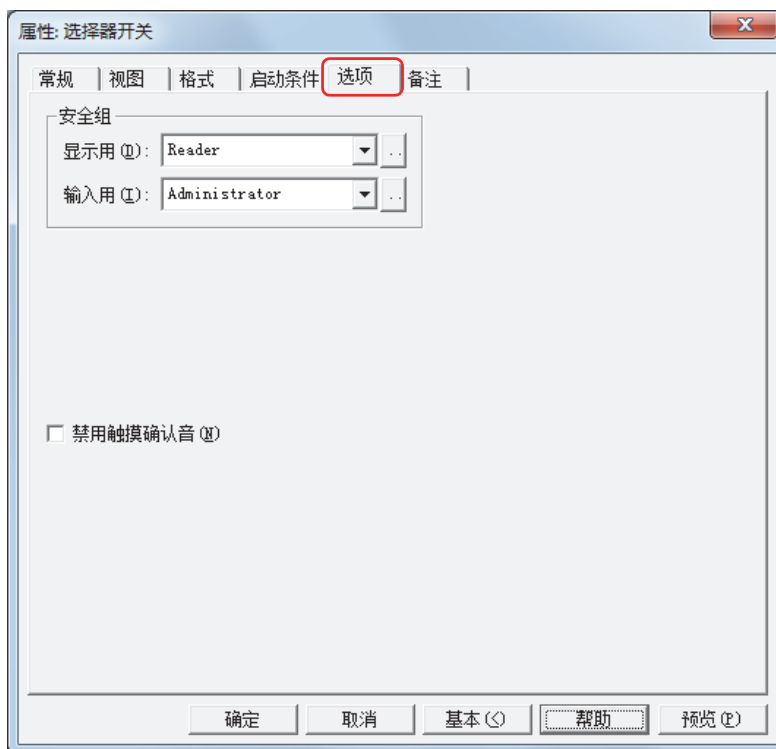 属性: 选择器开关
常规 视图 格式 启动条件 选项 备注
安全组
显示用(D): Reader ..
输入用(I): Administrator ..
禁用触摸确认音(N)
确定 取消 基本(<) 帮助 预览(P)